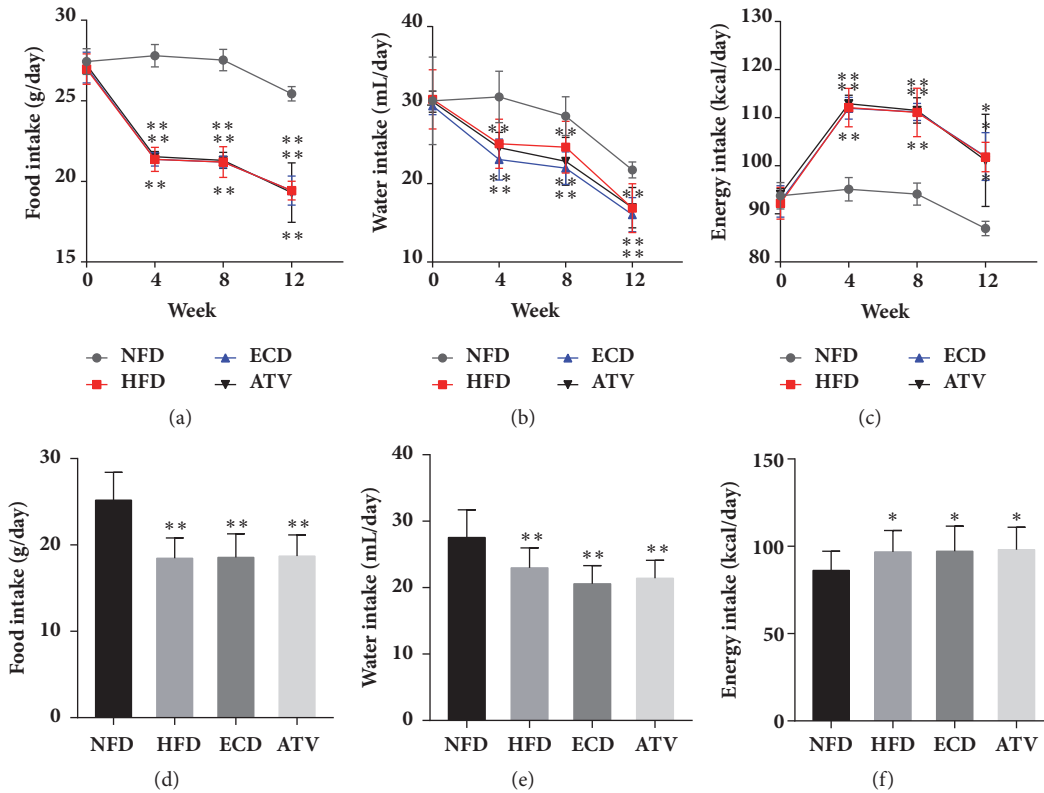 Food intake (g/day)
30
27
23
19
15
** **
** **
** **
** ** **
0 4 8 12
Week
NFD ECD
HFD ATV
(a)
Water intake (mL/day)
40
30
20
10
** ** **
** ** **
** ** **
0 4 8 12
Week
NFD ECD
HFD ATV
(b)
Energy intake (kcal/day)
130
120
110
100
90
80
** ** *
** ** *
** ** *
0 4 8 12
Week
NFD ECD
HFD ATV
(c)
Food intake (g/day)
30
20
10
0
** ** **
NFD HFD ECD ATV
(d)
Water intake (mL/day)
40
30
20
10
0
** ** **
NFD HFD ECD ATV
(e)
Energy intake (kcal/day)
150
100
50
0
* * *
NFD HFD ECD ATV
(f)